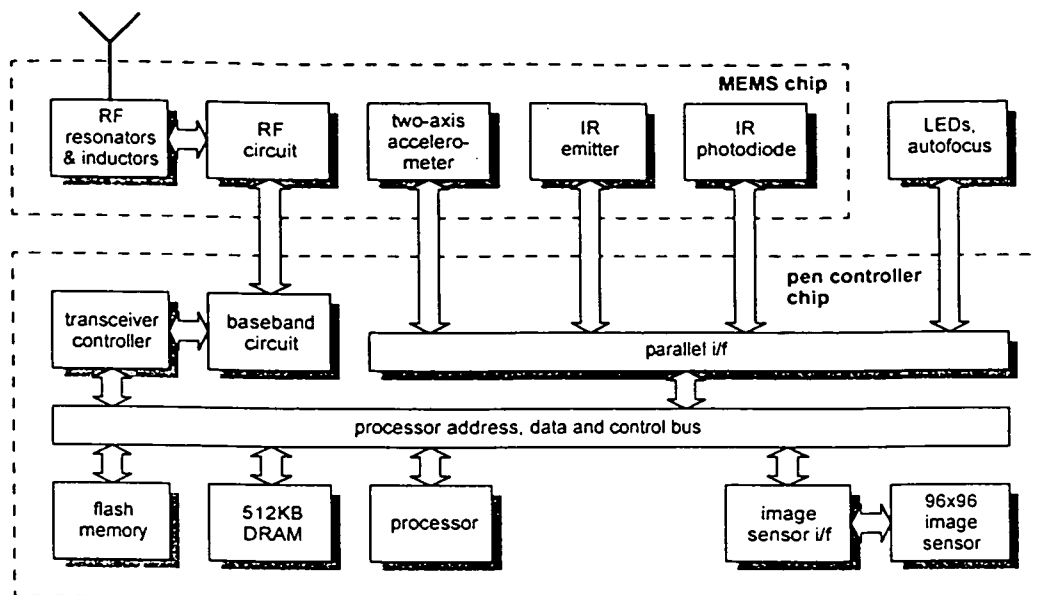 MEMS chip
RF
resonators
& inductors
RF
circuit
two-axis
accelero-
meter
IR
emitter
IR
photodiode
LEDs,
autofocus
pen controller
chip
transceiver
controller
baseband
circuit
parallel i/f
processor address, data and control bus
flash
memory
512KB
DRAM
processor
image
sensor i/f
96x96
image
sensor